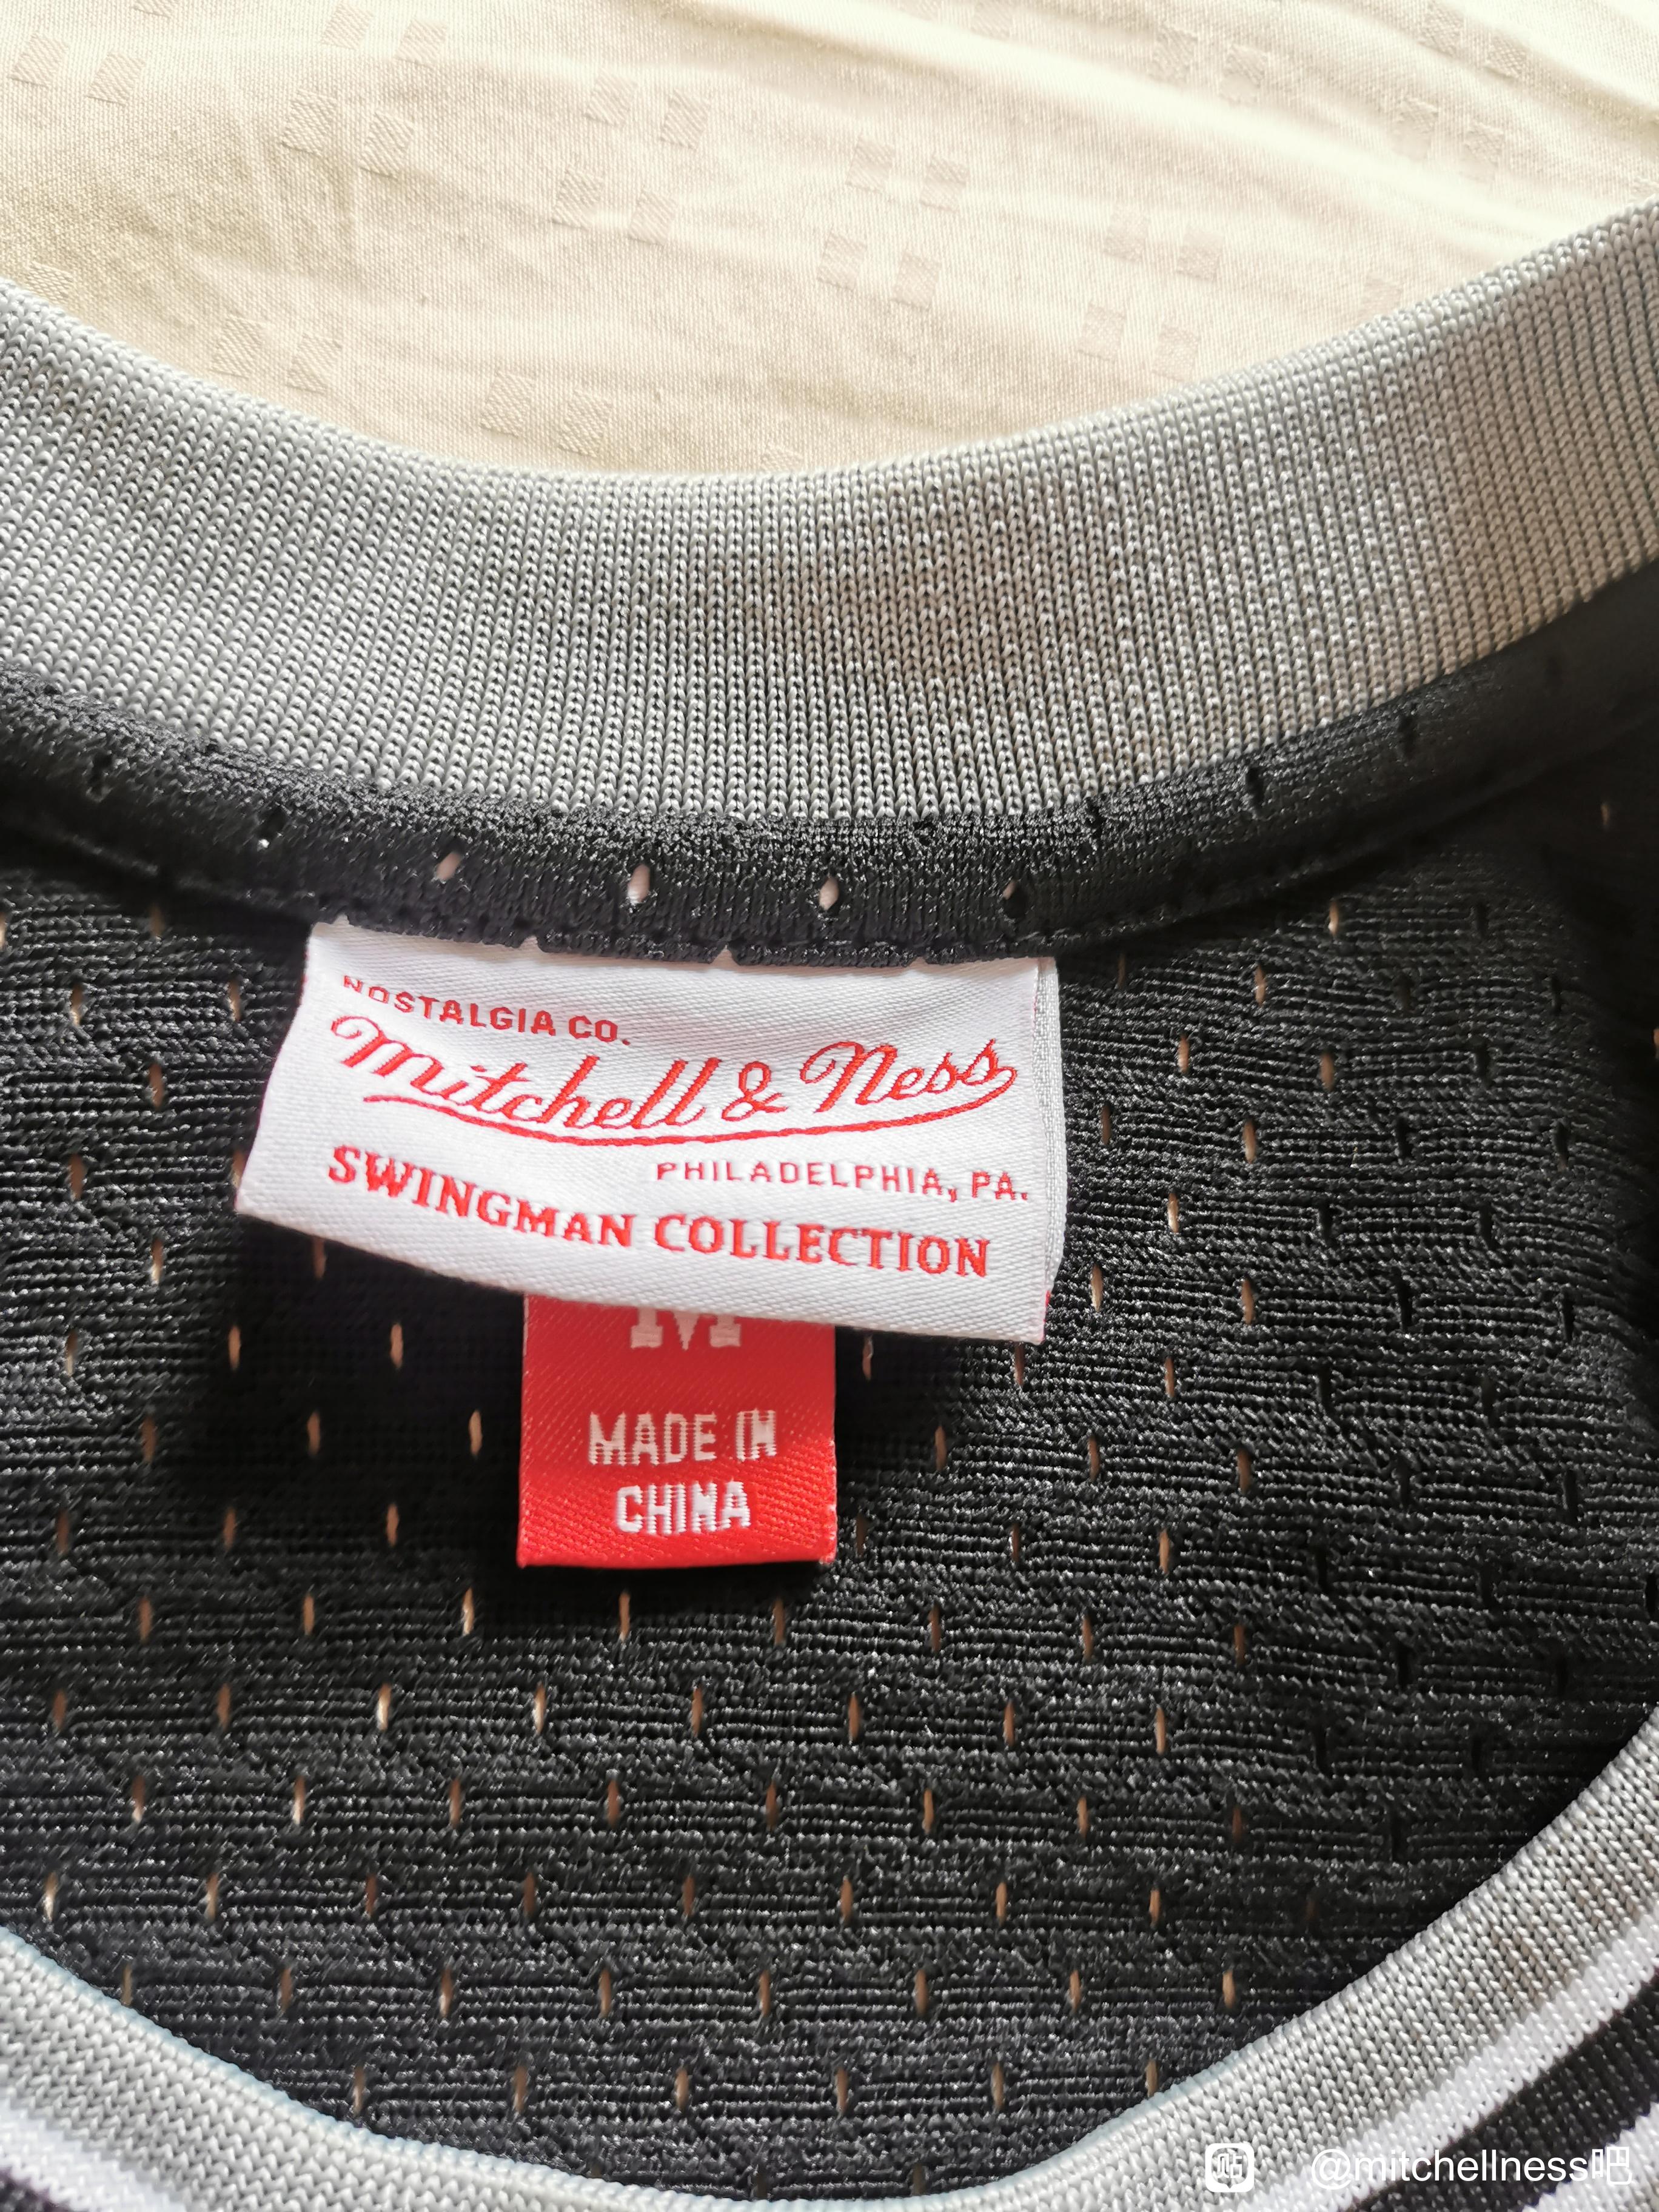 NOSTALGIA CO.
Mitchell & Ness
PHILADELPHIA, PA.
SWINGMAN COLLECTION
M
MADE IN
CHINA
贴 @mitchellness吧